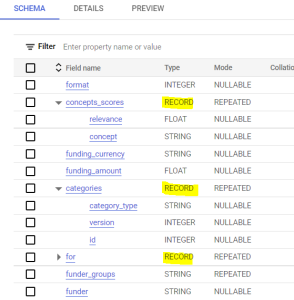 SCHEMA DETAILS PREVIEW
Filter Enter property name or value
Field name Type Mode Collatio
format INTEGER NULLABLE
concepts_scores RECORD REPEATED
relevance FLOAT NULLABLE
concept STRING NULLABLE
funding_currency STRING NULLABLE
funding_amount FLOAT NULLABLE
categories RECORD REPEATED
category_type STRING NULLABLE
version INTEGER NULLABLE
id INTEGER NULLABLE
for RECORD REPEATED
funder_groups STRING REPEATED
funder STRING NULLABLE